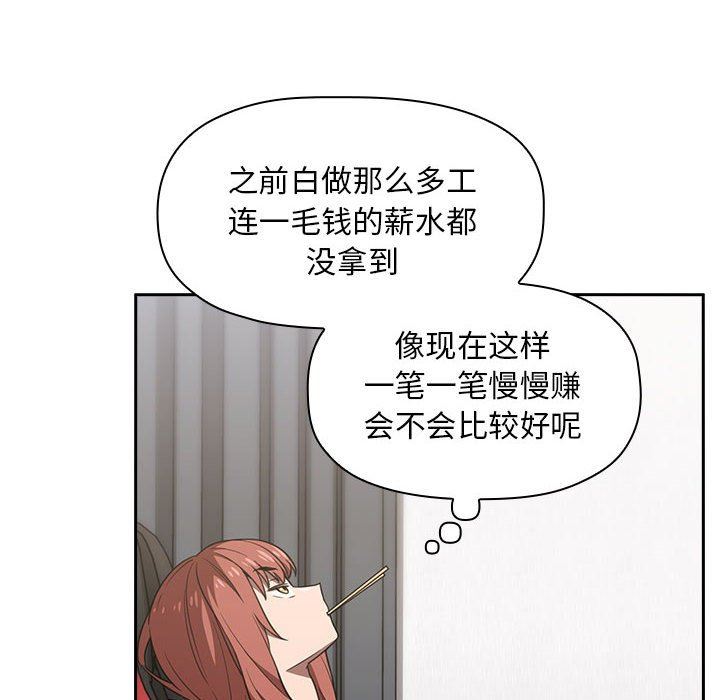 之前白做那么多工
连一毛钱的薪水都
没拿到
像现在这样
一笔一笔慢慢赚
会不会比较好呢